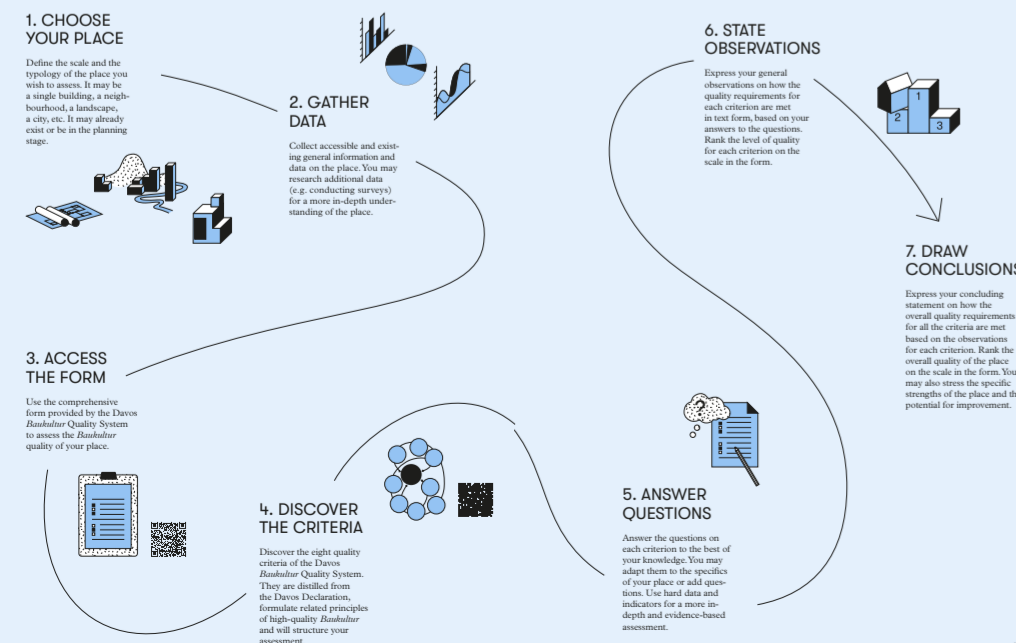 1. CHOOSE
YOUR PLACE
Define the scale and the
typology of the place you
wish to assess. It may be
a single building, a neigh-
bourhood, a landscape,
a city, etc. It may already
exist or be in the planning
stage.
2. GATHER
DATA
Collect accessible and exist-
ing general information and
data on the place. You may
research additional data
(e.g. conducting surveys)
for a more in-depth under-
standing of the place.
3. ACCESS
THE FORM
Use the comprehensive
form provided by the Davos
Baukultur Quality System
to assess the Baukultur
quality of your place.
4. DISCOVER
THE CRITERIA
Discover the eight quality
criteria of the Davos
Baukultur Quality System.
They are distilled from
the Davos Declaration,
formulate related principles
of high-quality Baukultur
and will structure your
assessment
?
5. ANSWER
QUESTIONS
Answer the questions on
each criterion to the best of
your knowledge. You may
adapt them to the specifics
of your place or add ques-
tions. Use hard data and
indicators for a more in-
depth and evidence-based
assessment.
6. STATE
OBSERVATIONS
Express your general
observations on how the
quality requirements for
each criterion are met
in text form, based on your
answers to the questions.
Rank the level of quality
for each criterion on the
scale in the form.
1
2
3
7. DRAW
CONCLUSIONS
Express your concluding
statement on how the
overall quality requirements
for all the criteria are met
based on the observations
for each criterion. Rank the
overall quality of the place
on the scale in the form. You
may also stress the specific
strengths of the place and th
potential for improvement.